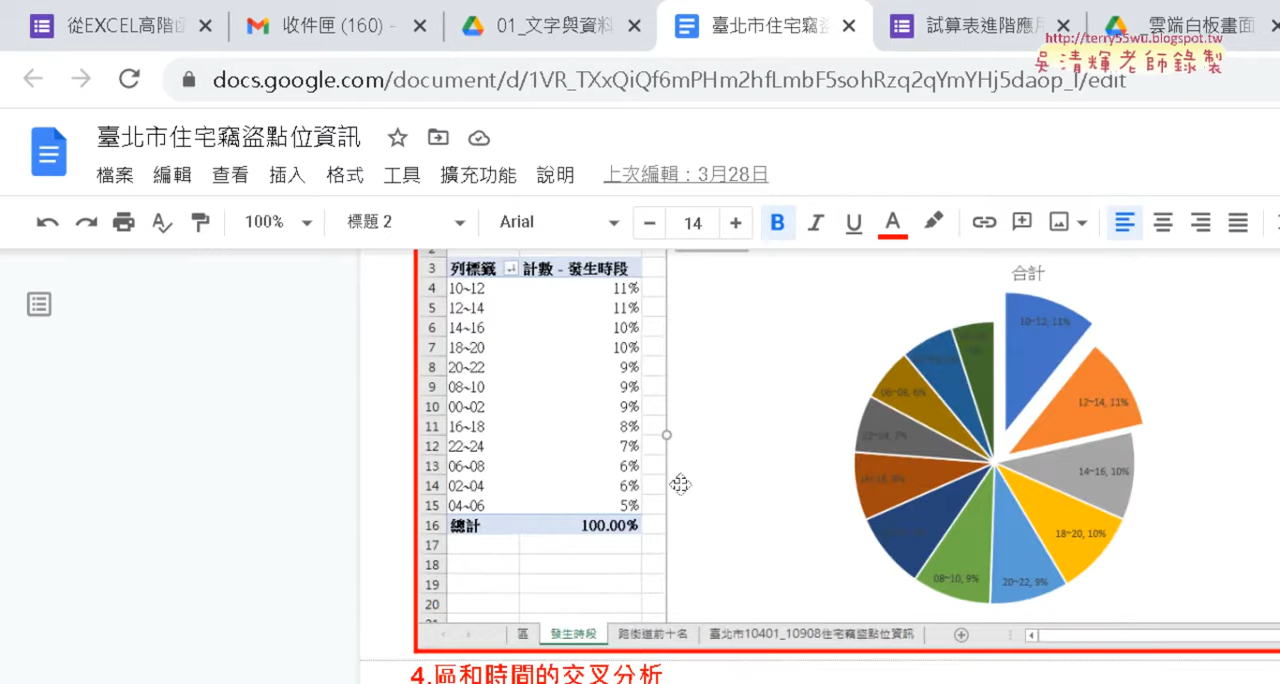 從EXCEL高階
收件匣 (160) -
01_文字與資料
臺北市住宅竊盜
試算表進階應
雲端白板畫面
http://terry55wu.blogspot.tw
吳清輝老師錄製
docs.google.com/document/d/1VR_TXxQiQf6mPHm2hfLmbF5sohRzq2qYmYHj5daop_I/edit
臺北市住宅竊盜點位資訊
檔案 編輯 查看 插入 格式 工具 擴充功能 說明 上次編輯：3月28日
100% 標題 2 Arial − 14 + B I U A
3 列標籤 計數 - 發生時段
4 10~12 11%
5 12~14 11%
6 14~16 10%
7 18~20 10%
8 20~22 9%
9 08~10 9%
10 00~02 9%
11 16~18 8%
12 22~24 7%
13 06~08 6%
14 02~04 6%
15 04~06 5%
16 總計 100.00%
17
18
19
20
合計
10~12, 11%
12~14, 11%
14~16, 10%
18~20, 10%
20~22, 9%
08~10, 9%
16~18, 8%
22~24, 7%
06~08, 6%
區 發生時段 路街道前十名 臺北市10401_10908住宅竊盜點位資訊
4.區和時間的交叉分析